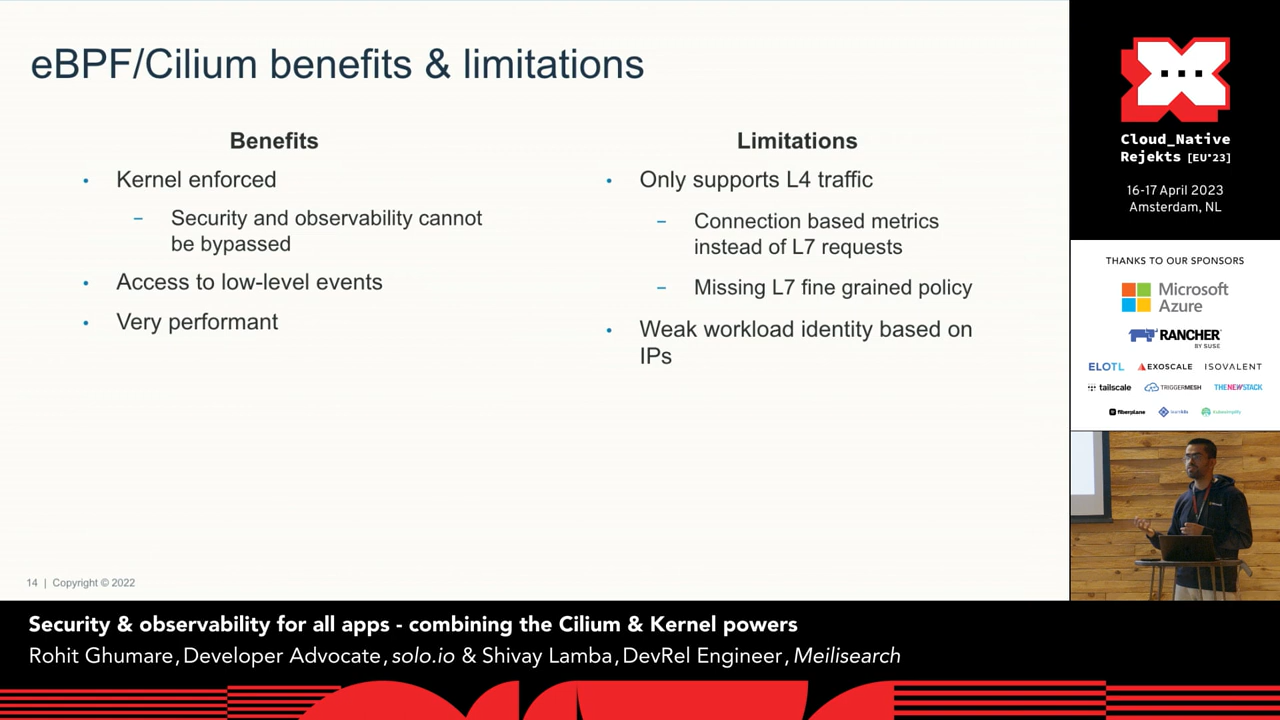 eBPF/Cilium benefits & limitations
Benefits
• Kernel enforced
– Security and observability cannot
be bypassed
• Access to low-level events
• Very performant
Limitations
• Only supports L4 traffic
– Connection based metrics
instead of L7 requests
– Missing L7 fine grained policy
• Weak workload identity based on
IPs
14 | Copyright © 2022
Cloud_Native
Rejekts [EU*23]
16-17 April 2023
Amsterdam, NL
THANKS TO OUR SPONSORS
Microsoft
Azure
RANCHER
BY SUSE
ELOTL EXOSCALE ISOVALENT
tailscale TRIGGERMESH THENEWSTACK
fiberplane
Security & observability for all apps - combining the Cilium & Kernel powers
Rohit Ghumare, Developer Advocate, solo.io & Shivay Lamba, DevRel Engineer, Meilisearch